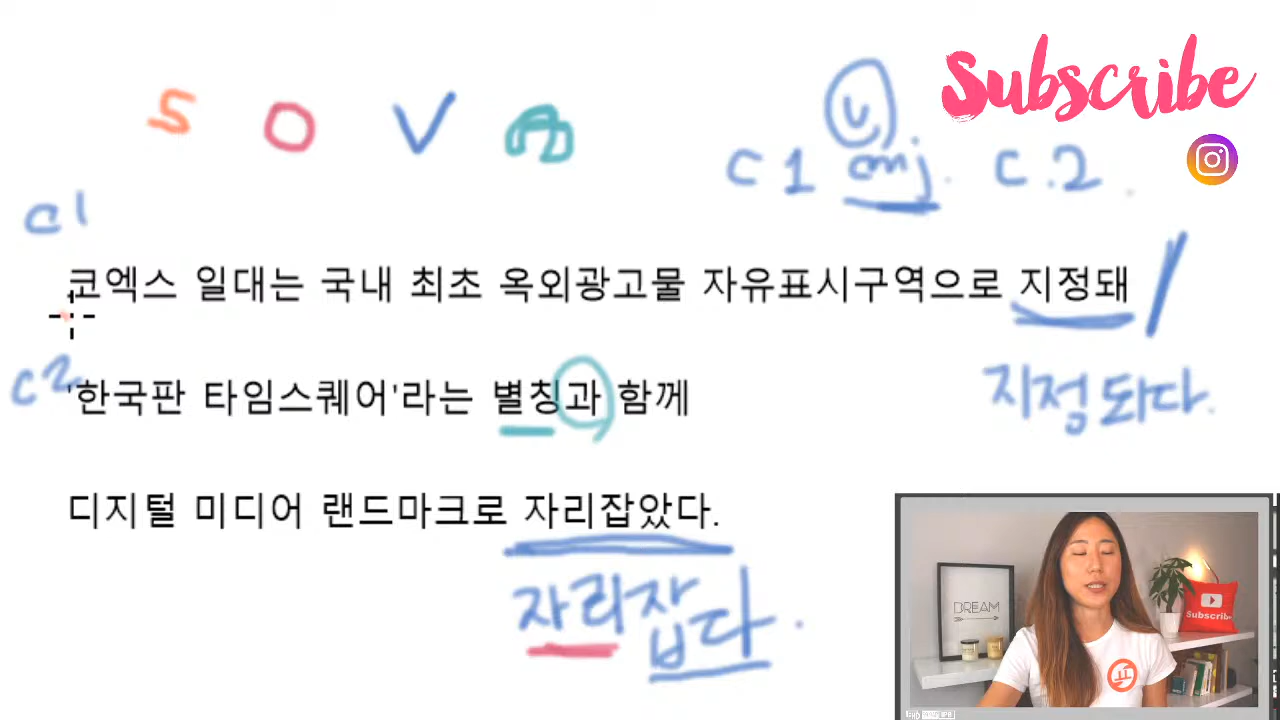 Subscribe
S O V 조
C1 conj. C.2
V
C1
코엑스 일대는 국내 최초 옥외광고물 자유표시구역으로 지정돼
C2
'한국판 타임스퀘어'라는 별칭과 함께
지정되다.
디지털 미디어 랜드마크로 자리잡았다.
자리잡다.
DREAM
Subscribe